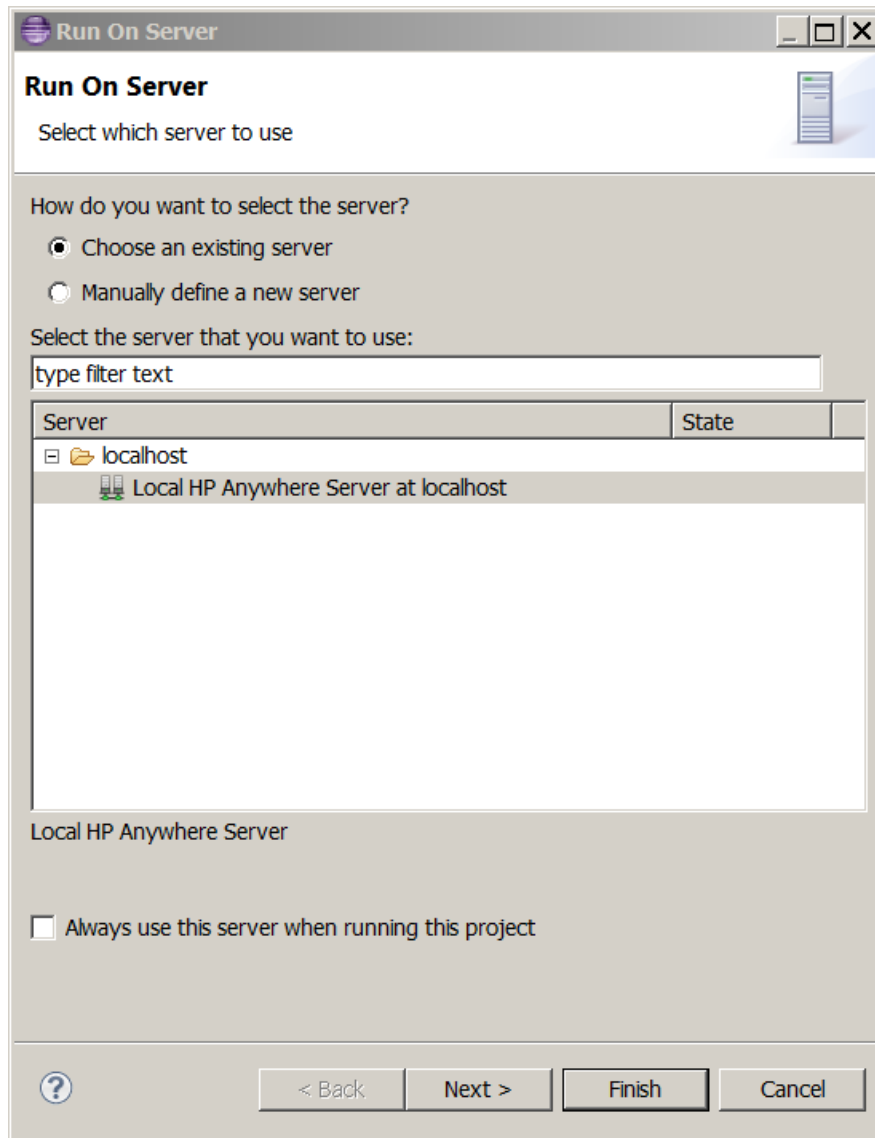 Run On Server
Run On Server
Select which server to use
How do you want to select the server?
Choose an existing server
Manually define a new server
Select the server that you want to use:
type filter text
Server State
localhost
Local HP Anywhere Server at localhost
Local HP Anywhere Server
Always use this server when running this project
? < Back Next > Finish Cancel